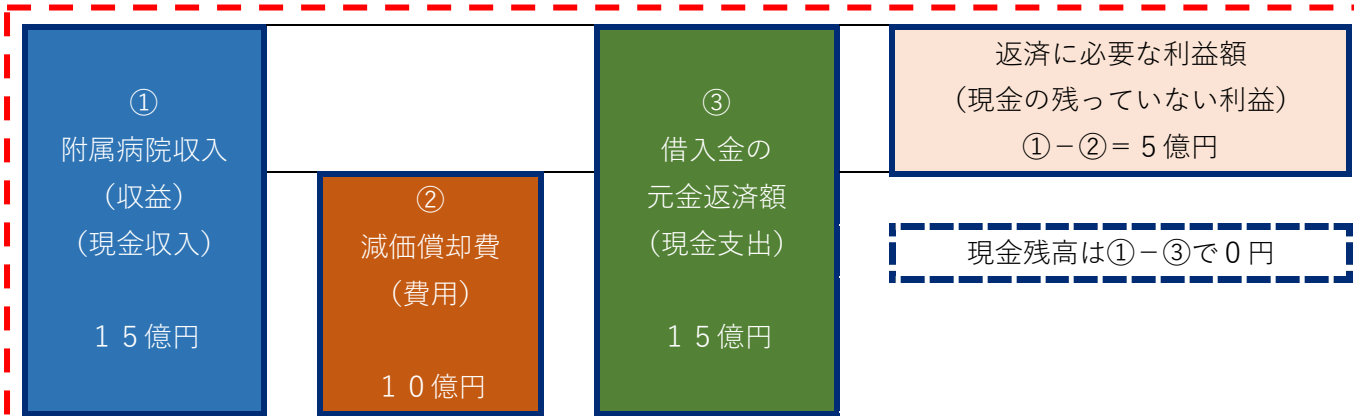 ①
附属病院収入
（収益）
（現金収入）
１５億円
②
減価償却費
（費用）
１０億円
③
借入金の
元金返済額
（現金支出）
１５億円
返済に必要な利益額
（現金の残っていない利益）
①－②＝５億円
現金残高は①－③で０円